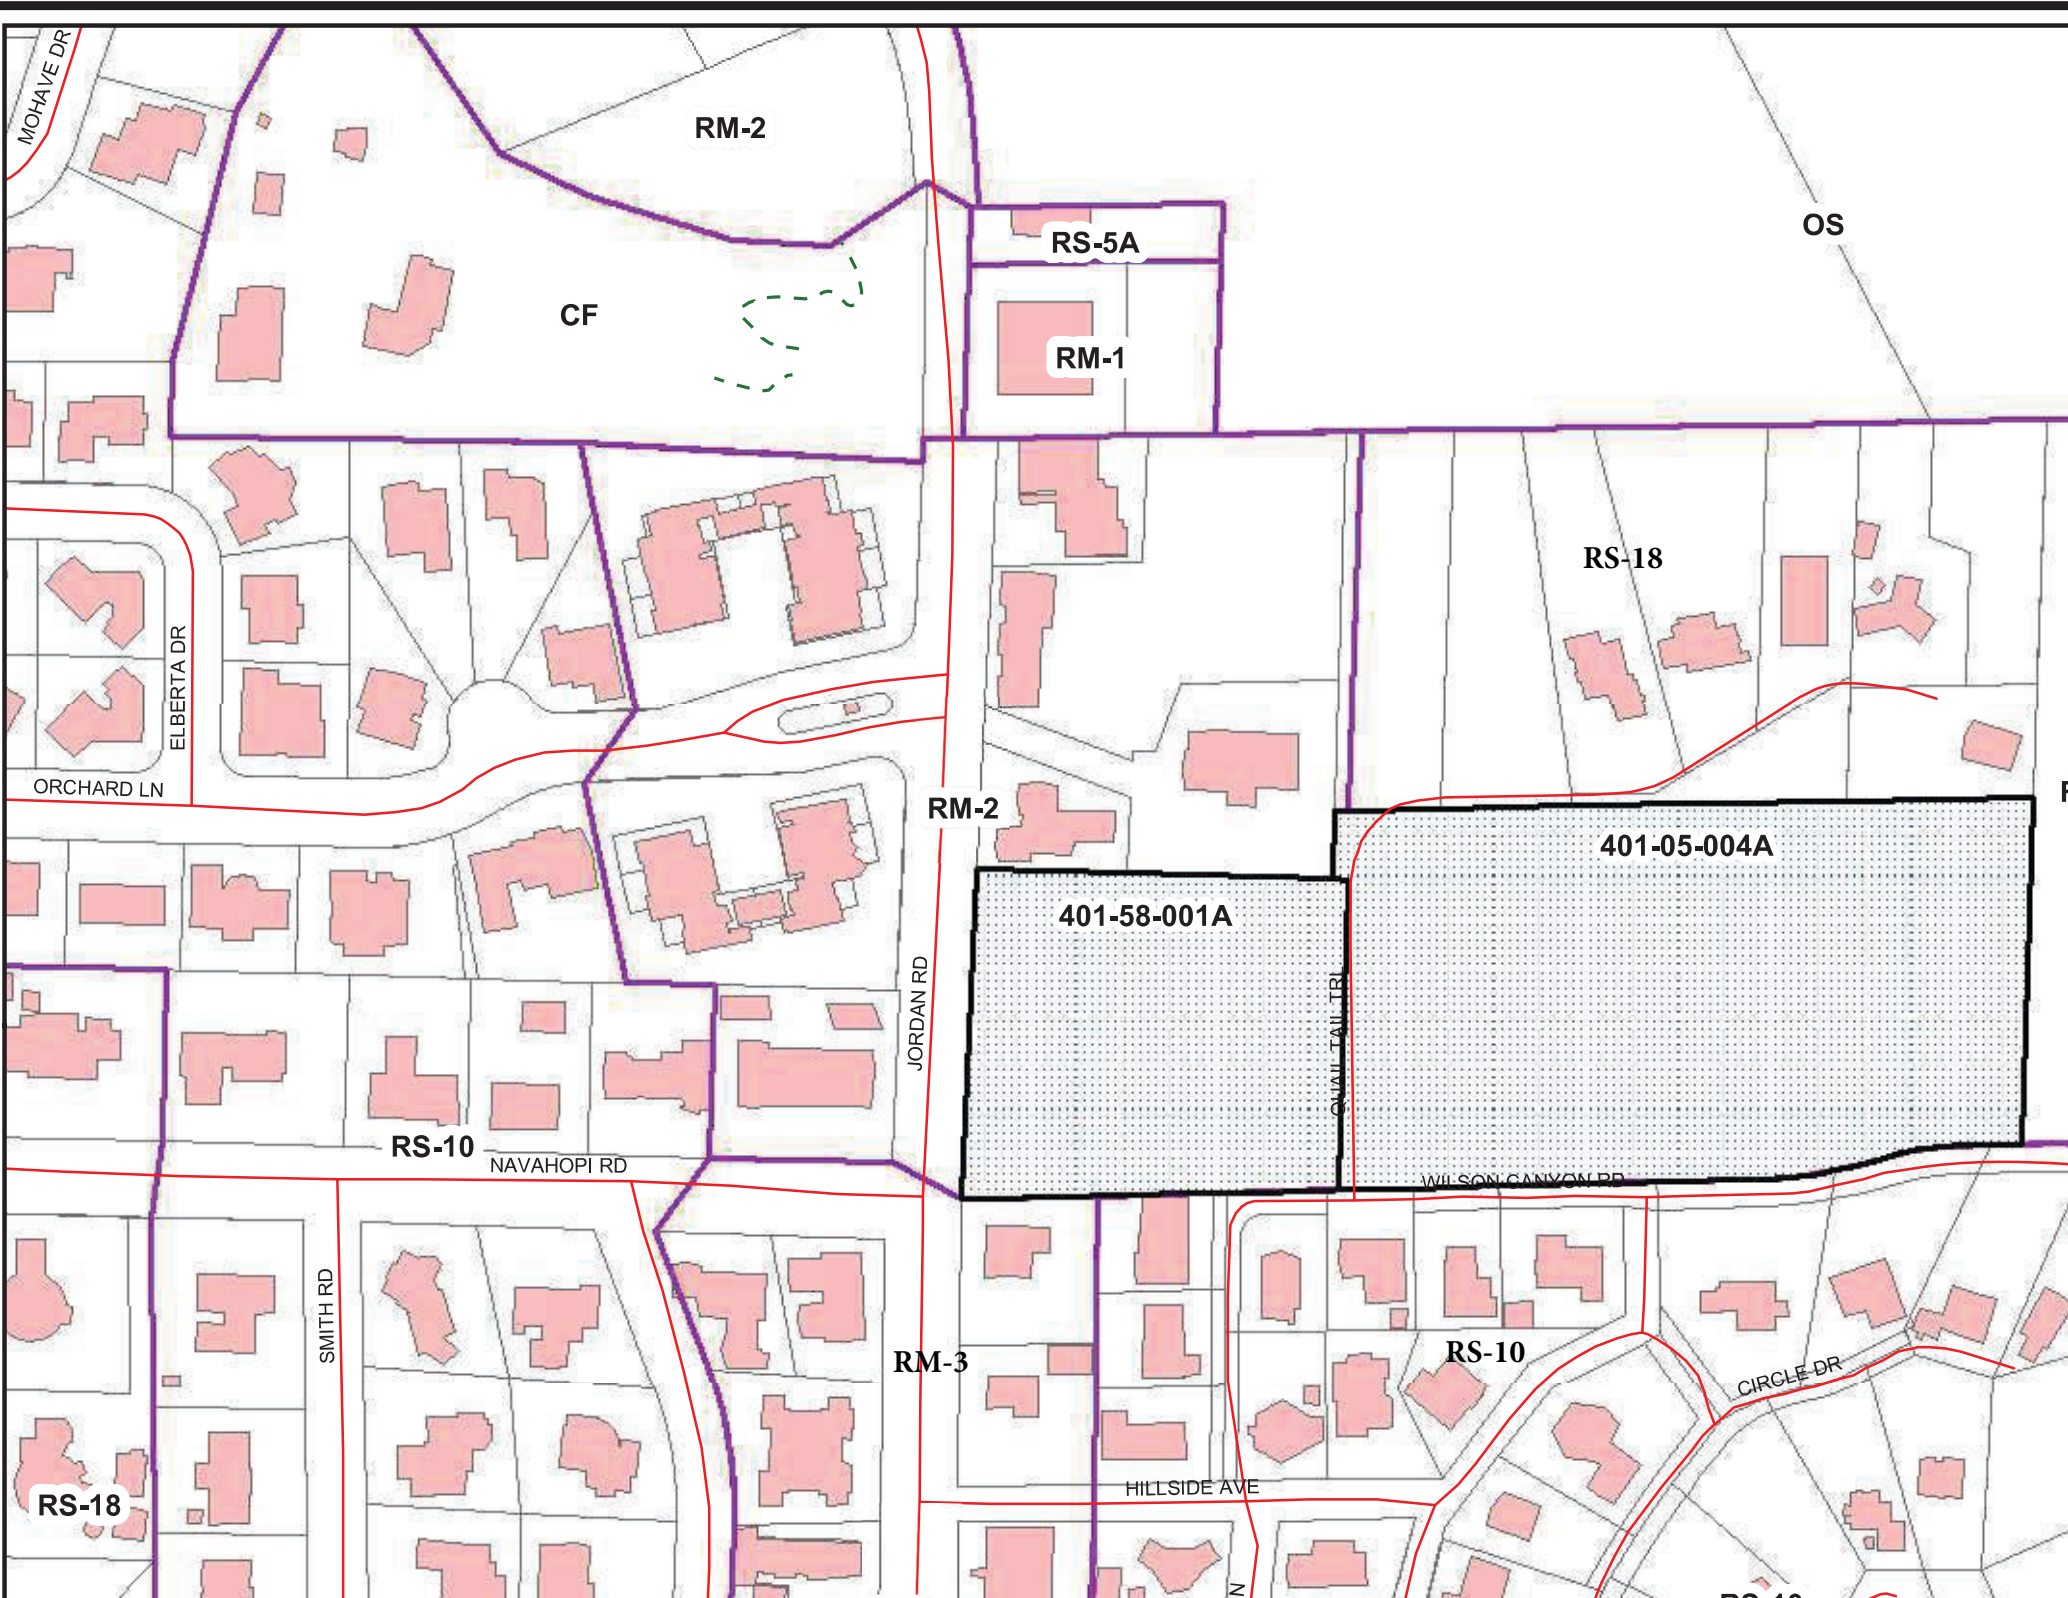 MOHAVE DR
RM-2
OS
RS-5A
CF
RM-1
RS-18
ELBERTA DR
ORCHARD LN
RM-2
401-05-004A
401-58-001A
JORDAN RD
QUAIL TAIL TRL
RS-10
NAVAHOPI RD
WILSON CANYON RD
SMITH RD
RM-3
RS-10
CIRCLE DR
HILLSIDE AVE
RS-18
N